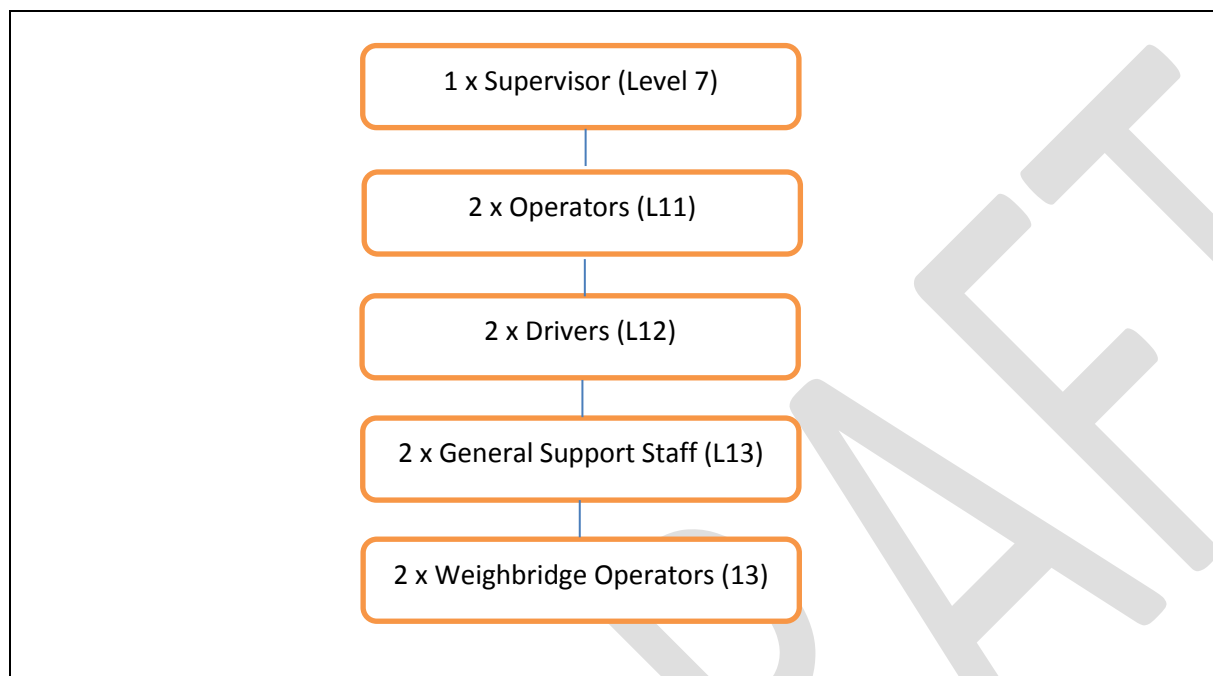 1 x Supervisor (Level 7)
2 x Operators (L11)
2 x Drivers (L12)
2 x General Support Staff (L13)
2 x Weighbridge Operators (13)
RAFT